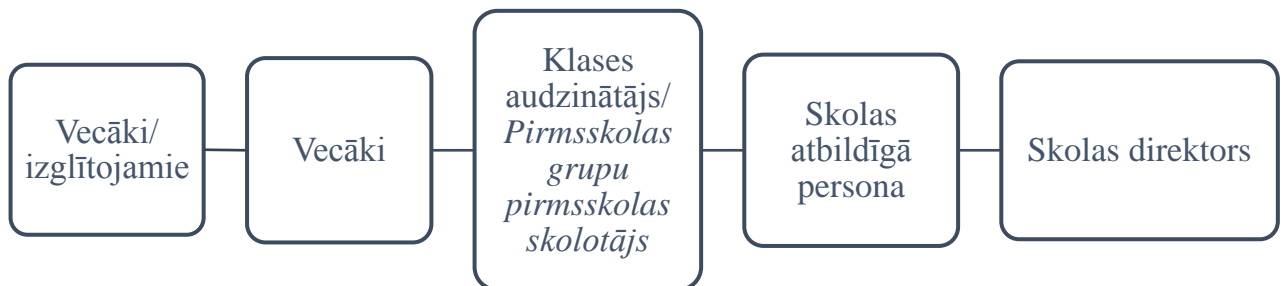 Vecāki/
izglītojamie
Vecāki
Klases
audzinātājs/
Pirmsskolas
grupu
pirmsskolas
skolotājs
Skolas
atbildīgā
persona
Skolas direktors